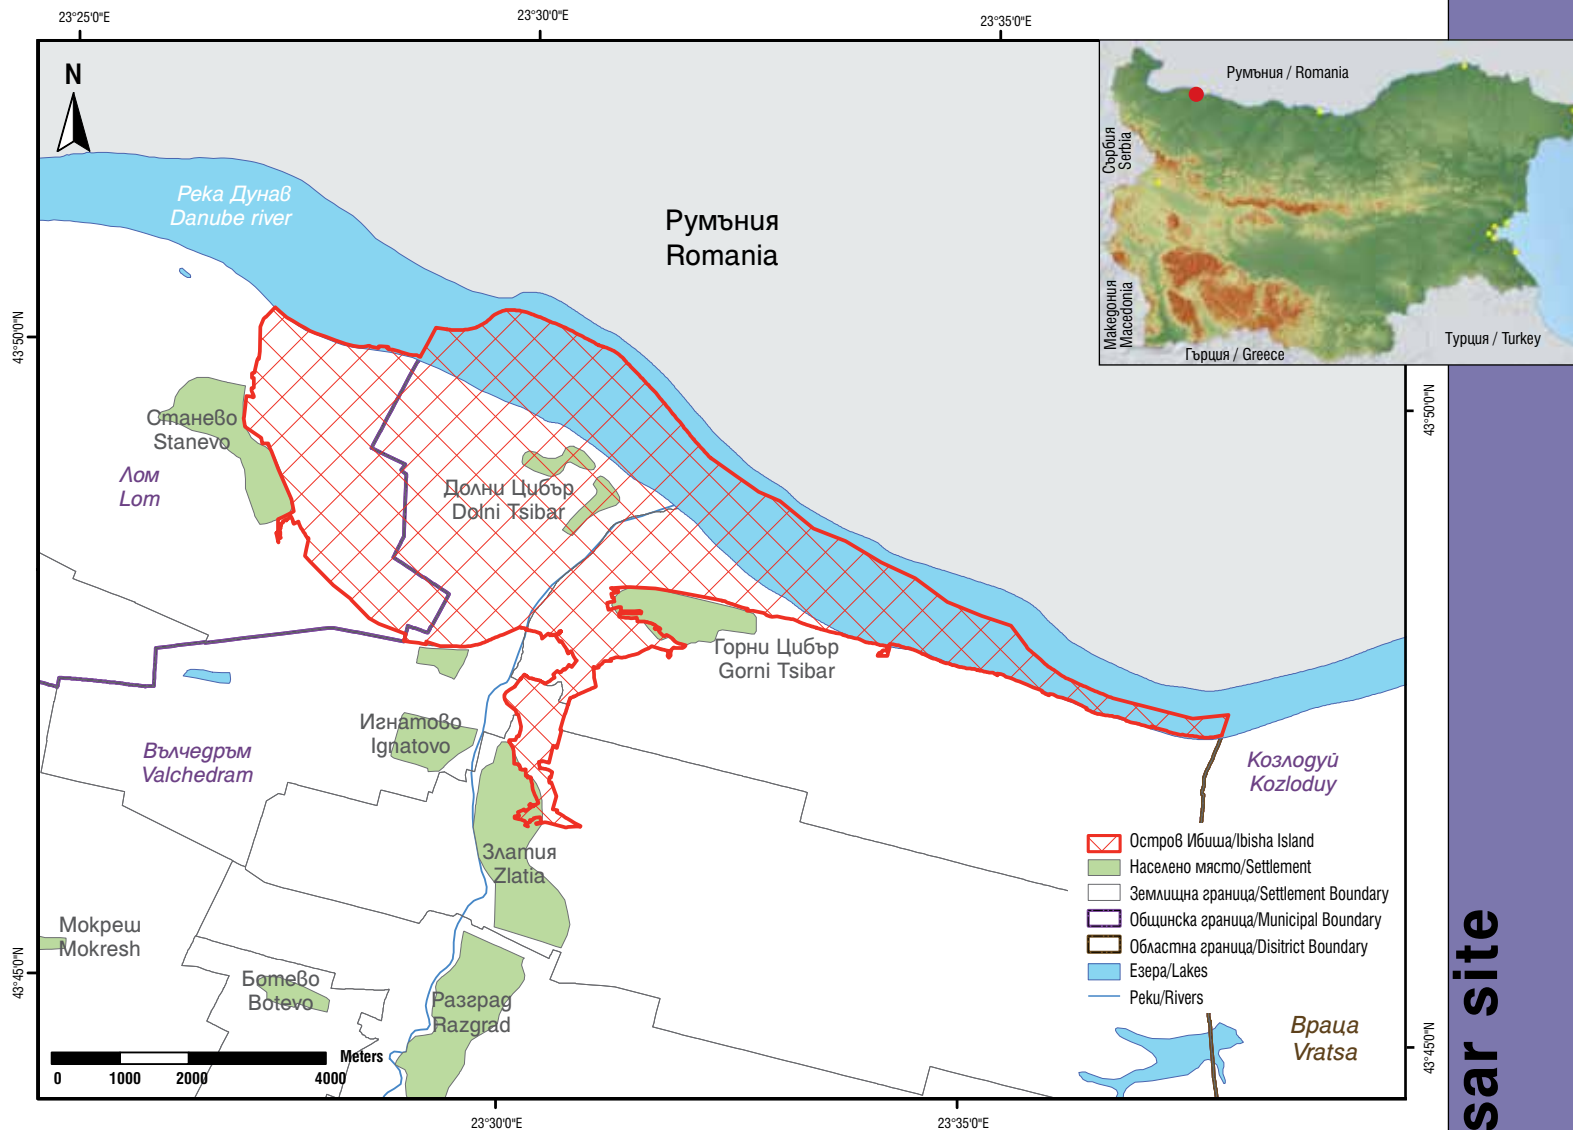 23°25'0"E
23°30'0"E
23°35'0"E
N
Румъния / Romania
Сърбия
Serbia
Македония
Macedonia
Гърция / Greece
Турция / Turkey
Река Дунав
Danube river
Румъния
Romania
43°50'0"N
43°50'0"N
Станево
Stanevo
Лом
Lom
Долни Цибър
Dolni Tsibar
Горни Цибър
Gorni Tsibar
Игнатово
Ignatovo
Вълчедръм
Valchedram
Козлодуй
Kozloduy
Златия
Zlatia
Мокреш
Mokresh
Ботево
Botevo
Разград
Razgrad
Остров Ибиша/Ibisha Island
Населено място/Settlement
Землищна граница/Settlement Boundary
Общинска граница/Municipal Boundary
Областна граница/Disitrict Boundary
Езера/Lakes
Реки/Rivers
Враца
Vratsa
43°45'0"N
43°45'0"N
Meters
0 1000 2000 4000
23°30'0"E
23°35'0"E
sar site